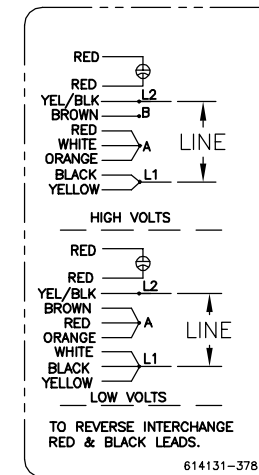 RED
RED
YEL/BLK L2
BROWN B
RED
WHITE A
ORANGE
LINE
BLACK L1
YELLOW
HIGH VOLTS
RED
RED
YEL/BLK L2
BROWN
RED A
ORANGE
LINE
WHITE
BLACK L1
YELLOW
LOW VOLTS
TO REVERSE INTERCHANGE
RED & BLACK LEADS.
614131-378